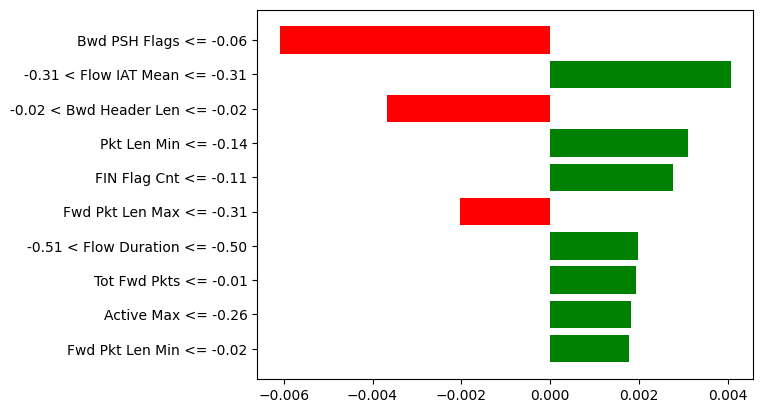 Bwd PSH Flags <= -0.06
-0.31 < Flow IAT Mean <= -0.31
-0.02 < Bwd Header Len <= -0.02
Pkt Len Min <= -0.14
FIN Flag Cnt <= -0.11
Fwd Pkt Len Max <= -0.31
-0.51 < Flow Duration <= -0.50
Tot Fwd Pkts <= -0.01
Active Max <= -0.26
Fwd Pkt Len Min <= -0.02
−0.006 −0.004 −0.002 0.000 0.002 0.004